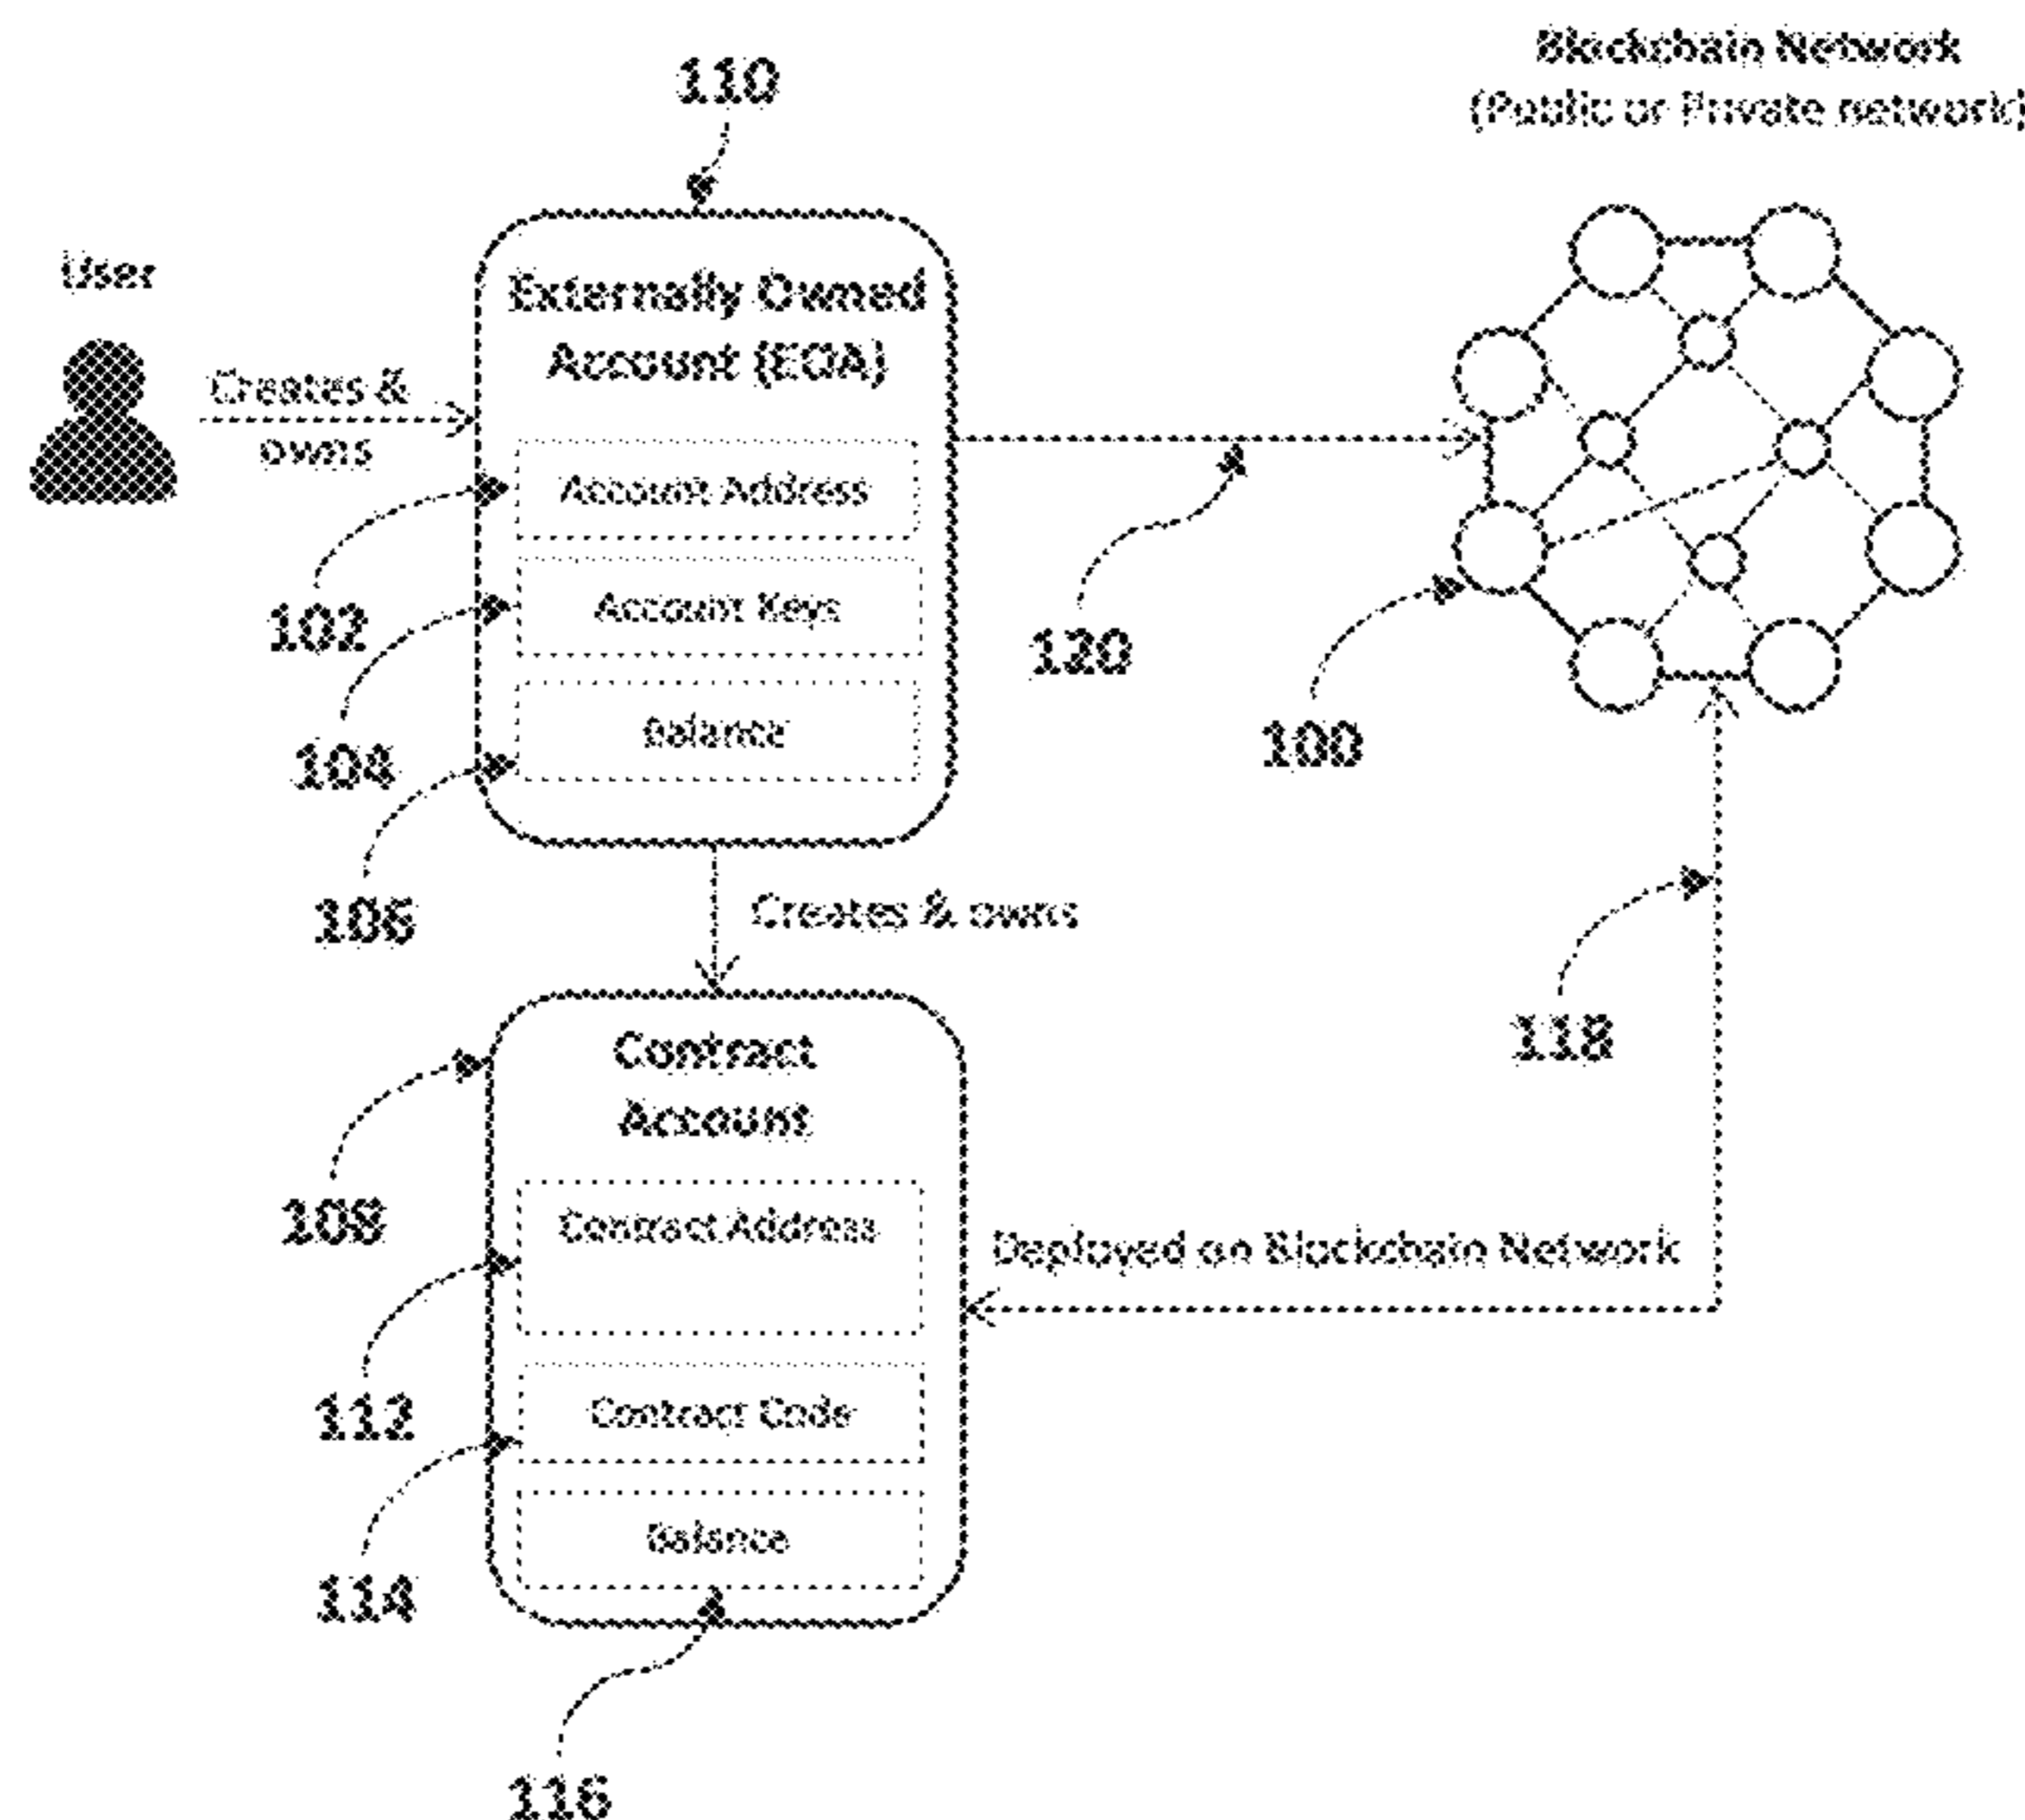 110
Blockchain Network
(Public or Private network)
User
Externally Owned
Account (EOA)
Creates &
owns
Account Address
102
Account Keys
104
120
Balance
100
106
Creates & owns
118
Contract
Account
108
Contract Address
Deployed on Blockchain Network
112
Contract Code
114
Balance
116